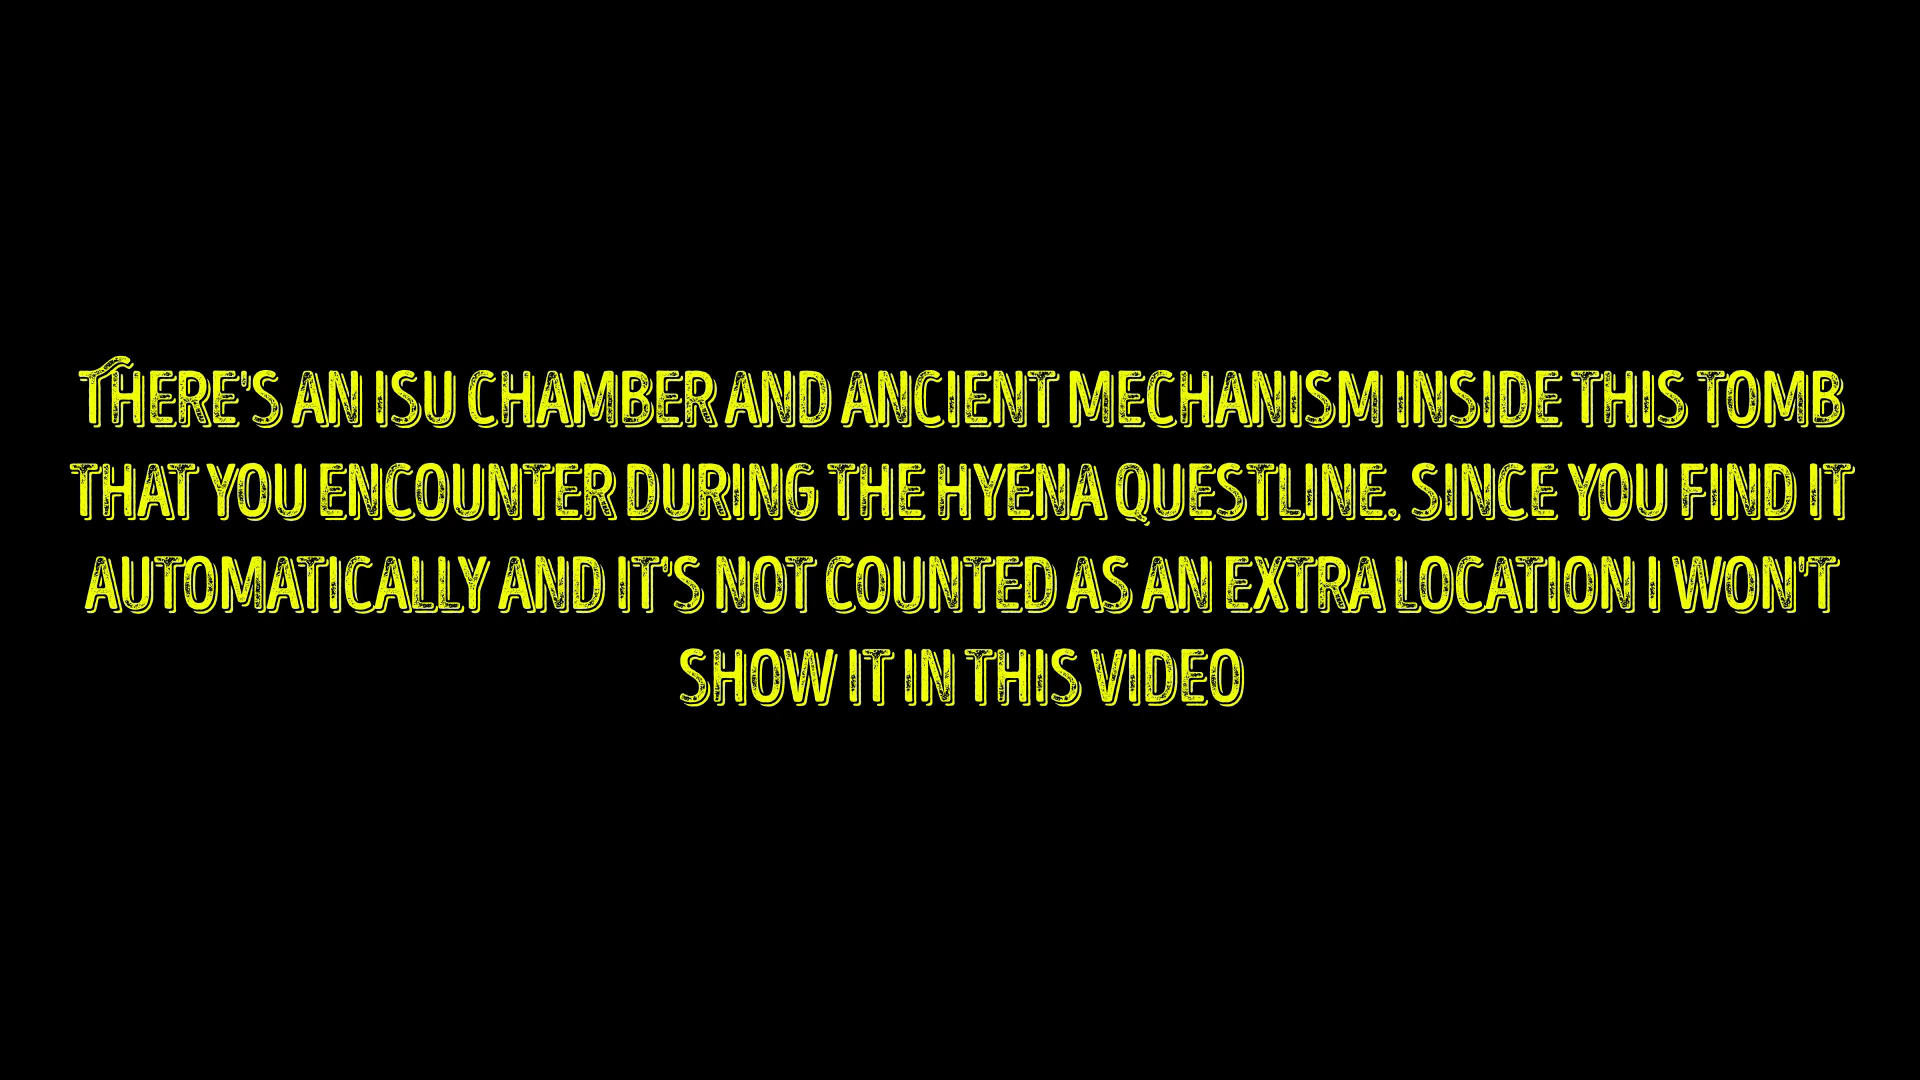 THERE'S AN ISU CHAMBER AND ANCIENT MECHANISM INSIDE THIS TOMB
THAT YOU ENCOUNTER DURING THE HYENA QUESTLINE. SINCE YOU FIND IT
AUTOMATICALLY AND IT'S NOT COUNTED AS AN EXTRA LOCATION I WON'T
SHOW IT IN THIS VIDEO